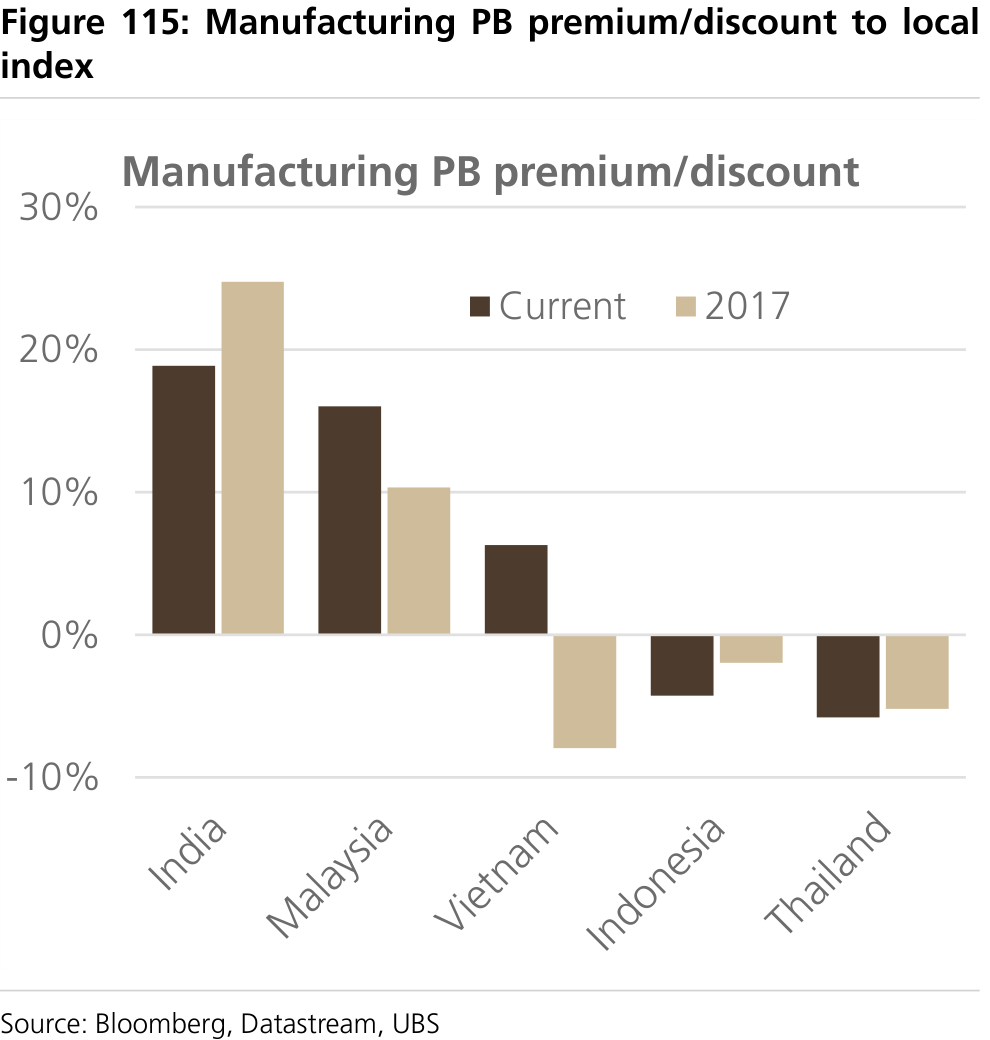 Figure 115: Manufacturing PB premium/discount to local
index
Manufacturing PB premium/discount
30%
Current 2017
20%
10%
0%
-10%
India Malaysia Vietnam Indonesia Thailand
Source: Bloomberg, Datastream, UBS